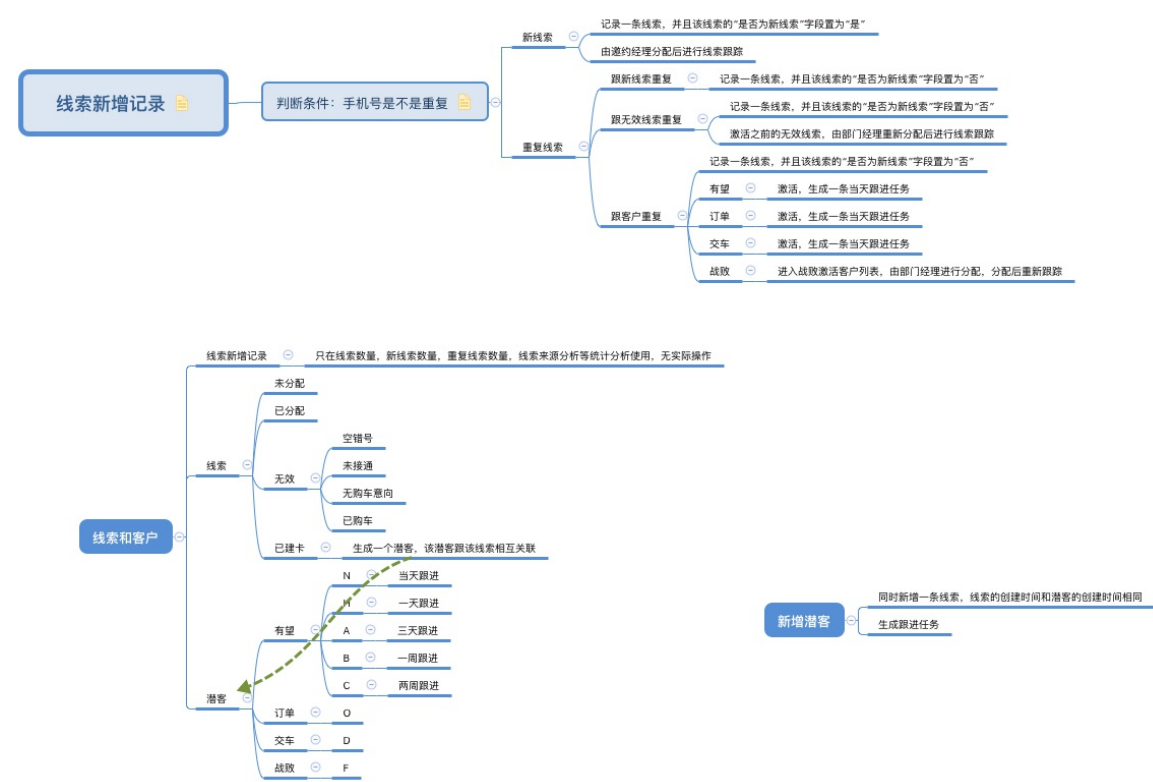 线索新增记录
判断条件：手机号是不是重复
新线索
记录一条线索，并且该线索的“是否为新线索”字段置为“是”
由邀约经理分配后进行线索跟踪
重复线索
跟新线索重复
记录一条线索，并且该线索的“是否为新线索”字段置为“否”
跟无效线索重复
记录一条线索，并且该线索的“是否为新线索”字段置为“否”
激活之前的无效线索，由部门经理重新分配后进行线索跟踪
跟客户重复
记录一条线索，并且该线索的“是否为新线索”字段置为“否”
有望
激活，生成一条当天跟进任务
订单
激活，生成一条当天跟进任务
交车
激活，生成一条当天跟进任务
战败
进入战败激活客户列表，由部门经理进行分配，分配后重新跟踪
线索和客户
线索新增记录
只在线索数量，新线索数量，重复线索数量，线索来源分析等统计分析使用，无实际操作
线索
未分配
已分配
无效
空错号
未接通
无购车意向
已购车
已建卡
生成一个潜客，该潜客跟该线索相互关联
潜客
有望
N
当天跟进
H
一天跟进
A
三天跟进
B
一周跟进
C
两周跟进
订单
O
交车
D
战败
F
新增潜客
同时新增一条线索，线索的创建时间和潜客的创建时间相同
生成跟进任务